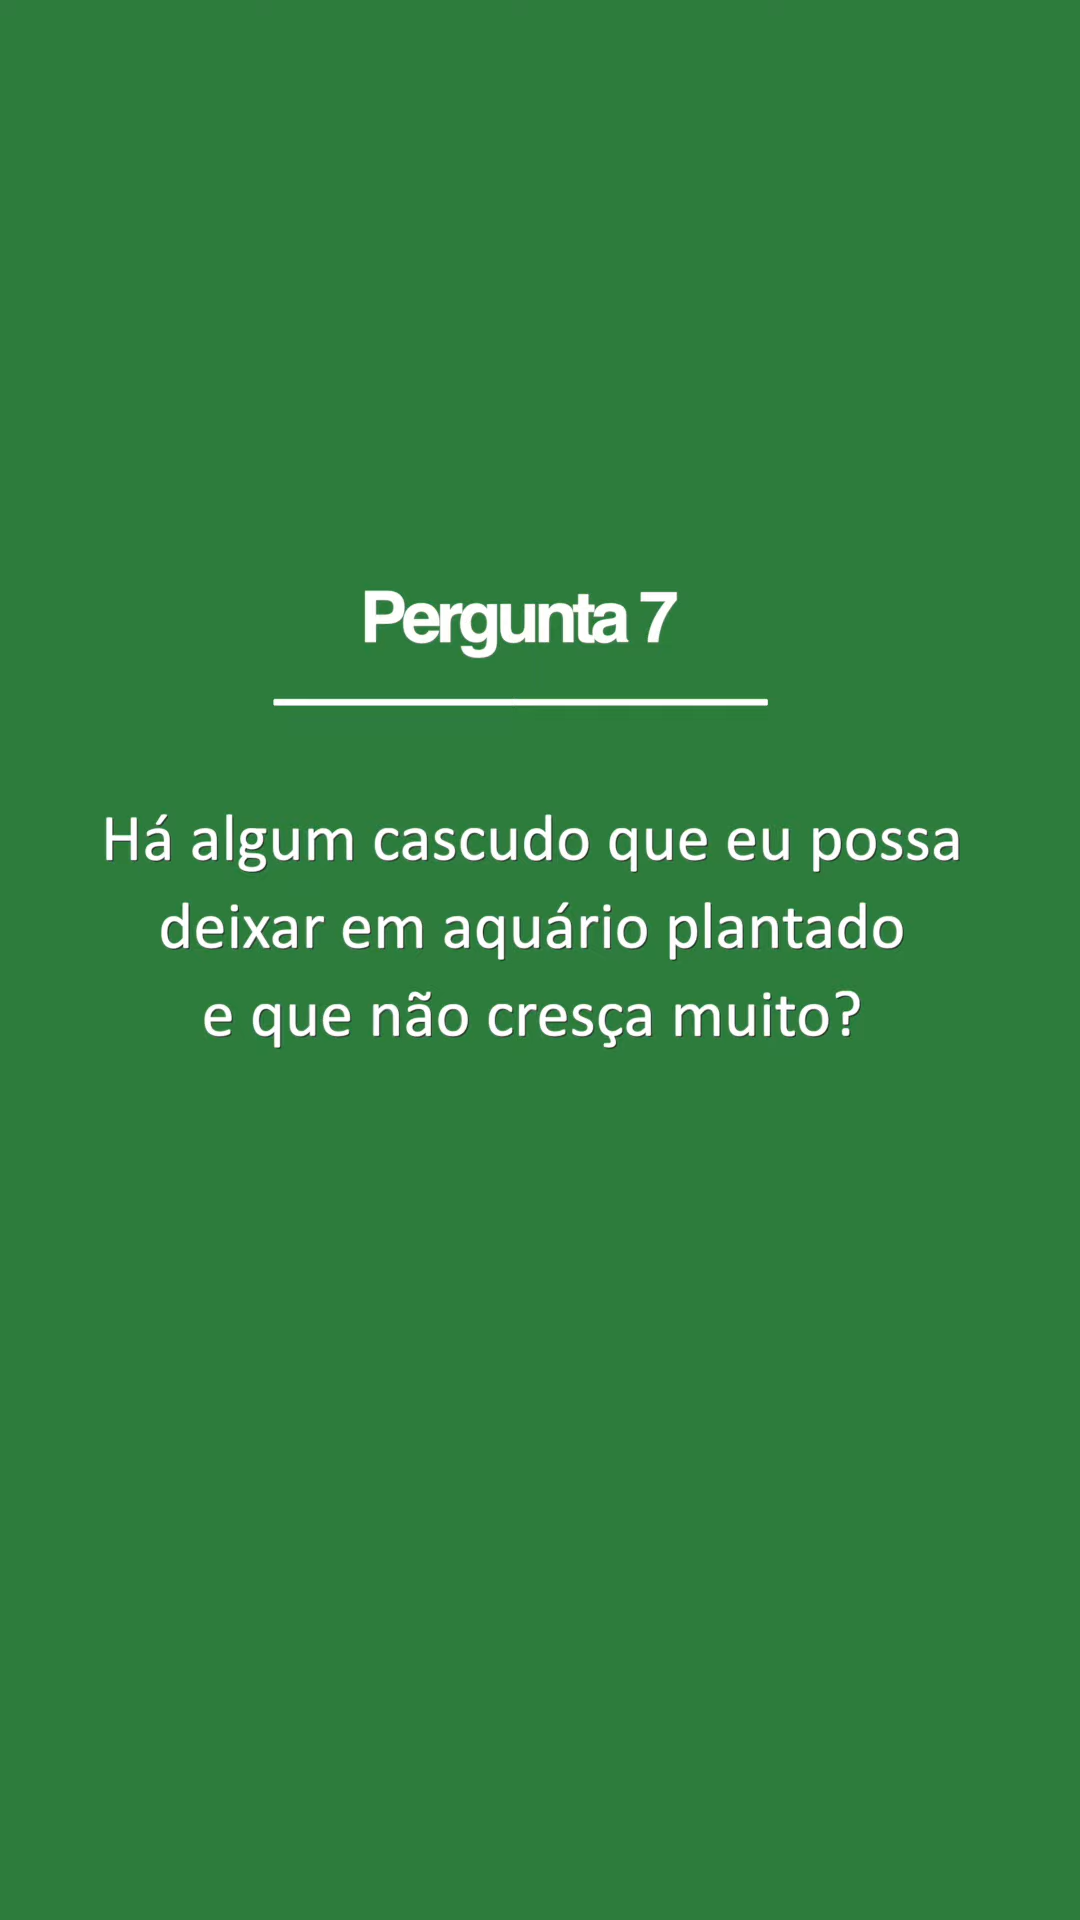 Pergunta 7
Há algum cascudo que eu possa
deixar em aquário plantado
e que não cresça muito?